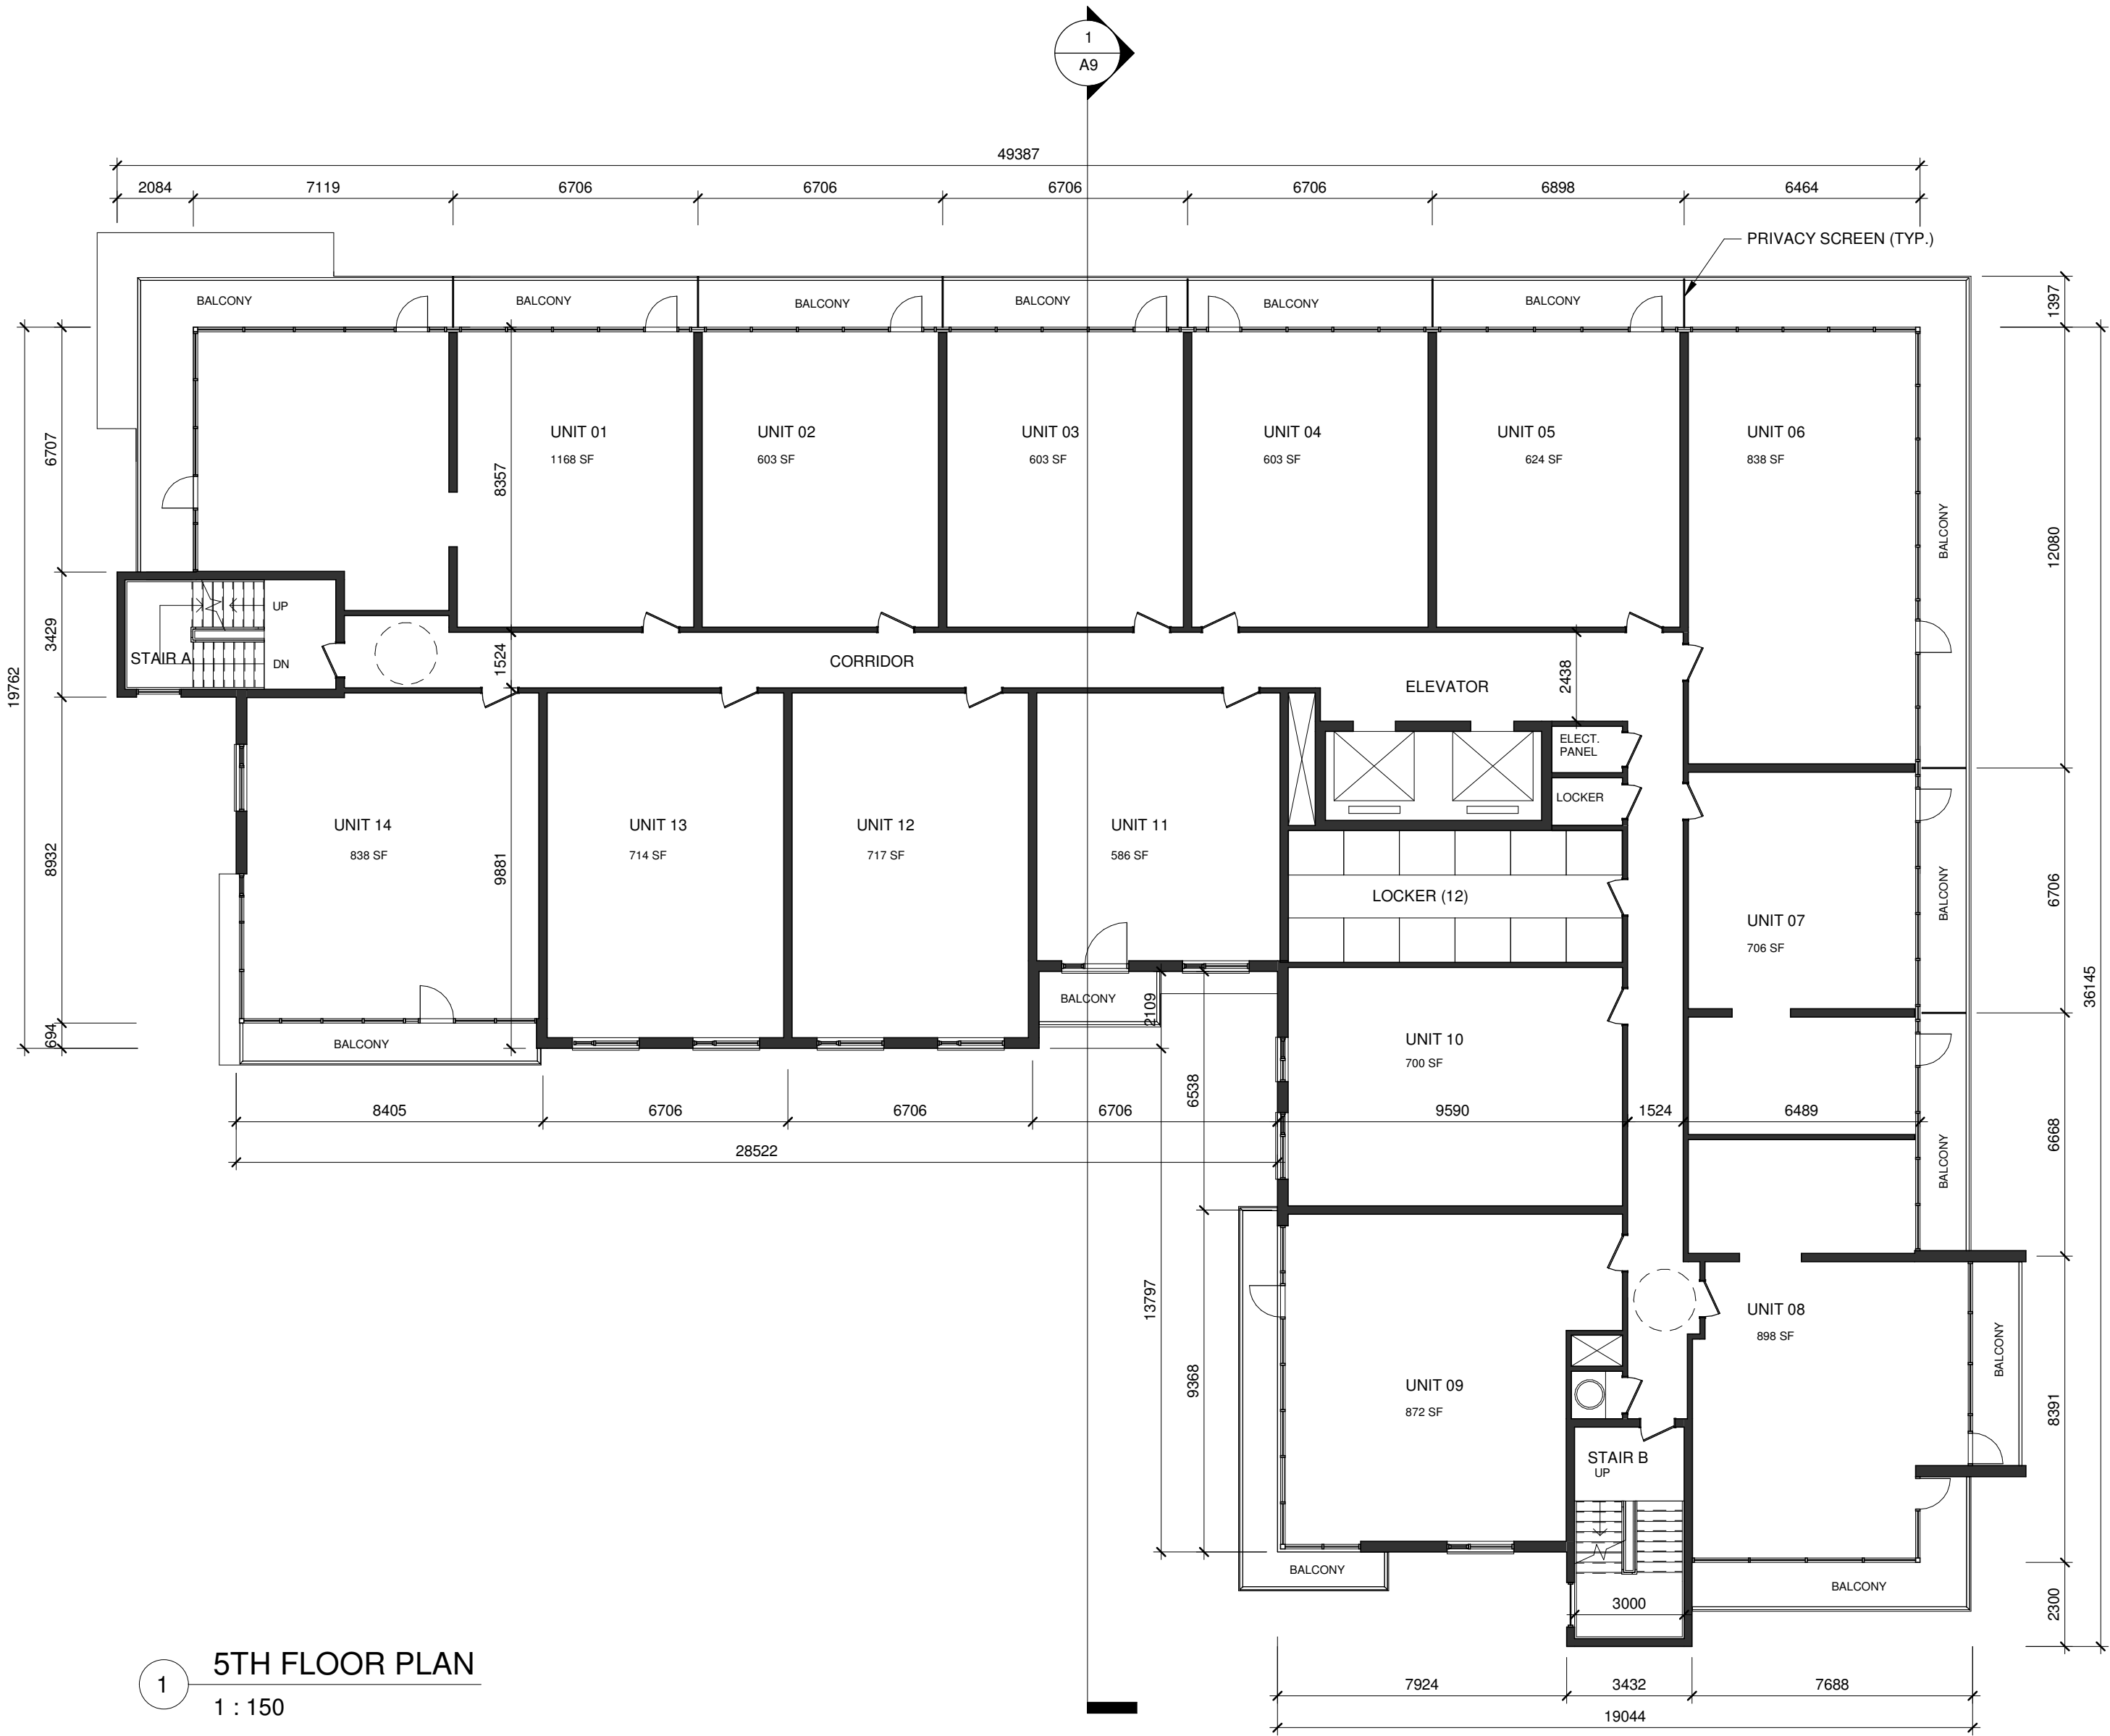 1
A9
49387
2084
7119
6706
6706
6706
6706
6898
6464
PRIVACY SCREEN (TYP.)
1397
BALCONY
BALCONY
BALCONY
BALCONY
BALCONY
BALCONY
UNIT 01
1168 SF
UNIT 02
603 SF
UNIT 03
603 SF
UNIT 04
603 SF
UNIT 05
624 SF
UNIT 06
838 SF
6707
8357
BALCONY
12080
UP
3429
STAIR A
DN
1524
CORRIDOR
ELEVATOR
2438
19762
ELECT.
PANEL
LOCKER
UNIT 14
838 SF
UNIT 13
714 SF
UNIT 12
717 SF
UNIT 11
586 SF
8932
9881
LOCKER (12)
BALCONY
6706
UNIT 07
706 SF
36145
694
BALCONY
BALCONY
2109
UNIT 10
700 SF
8405
6706
6706
6706
6538
9590
1524
6489
28522
BALCONY
6668
13797
UNIT 08
898 SF
BALCONY
9368
UNIT 09
872 SF
8391
STAIR B
UP
BALCONY
BALCONY
3000
2300
1
5TH FLOOR PLAN
1 : 150
7924
3432
7688
19044